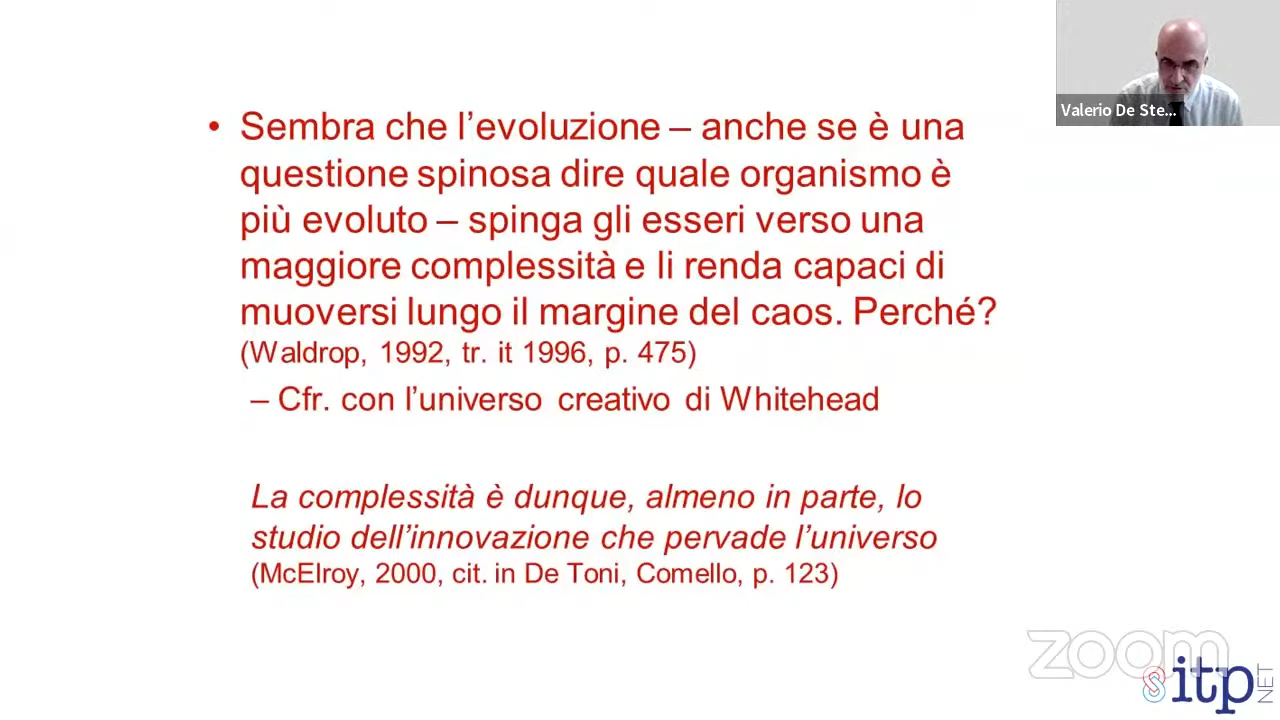 Valerio De Ste...
• Sembra che l’evoluzione – anche se è una
questione spinosa dire quale organismo è
più evoluto – spinga gli esseri verso una
maggiore complessità e li renda capaci di
muoversi lungo il margine del caos. Perché?
(Waldrop, 1992, tr. it 1996, p. 475)
– Cfr. con l’universo creativo di Whitehead
La complessità è dunque, almeno in parte, lo
studio dell’innovazione che pervade l’universo
(McElroy, 2000, cit. in De Toni, Comello, p. 123)
zoom
sitp
NET